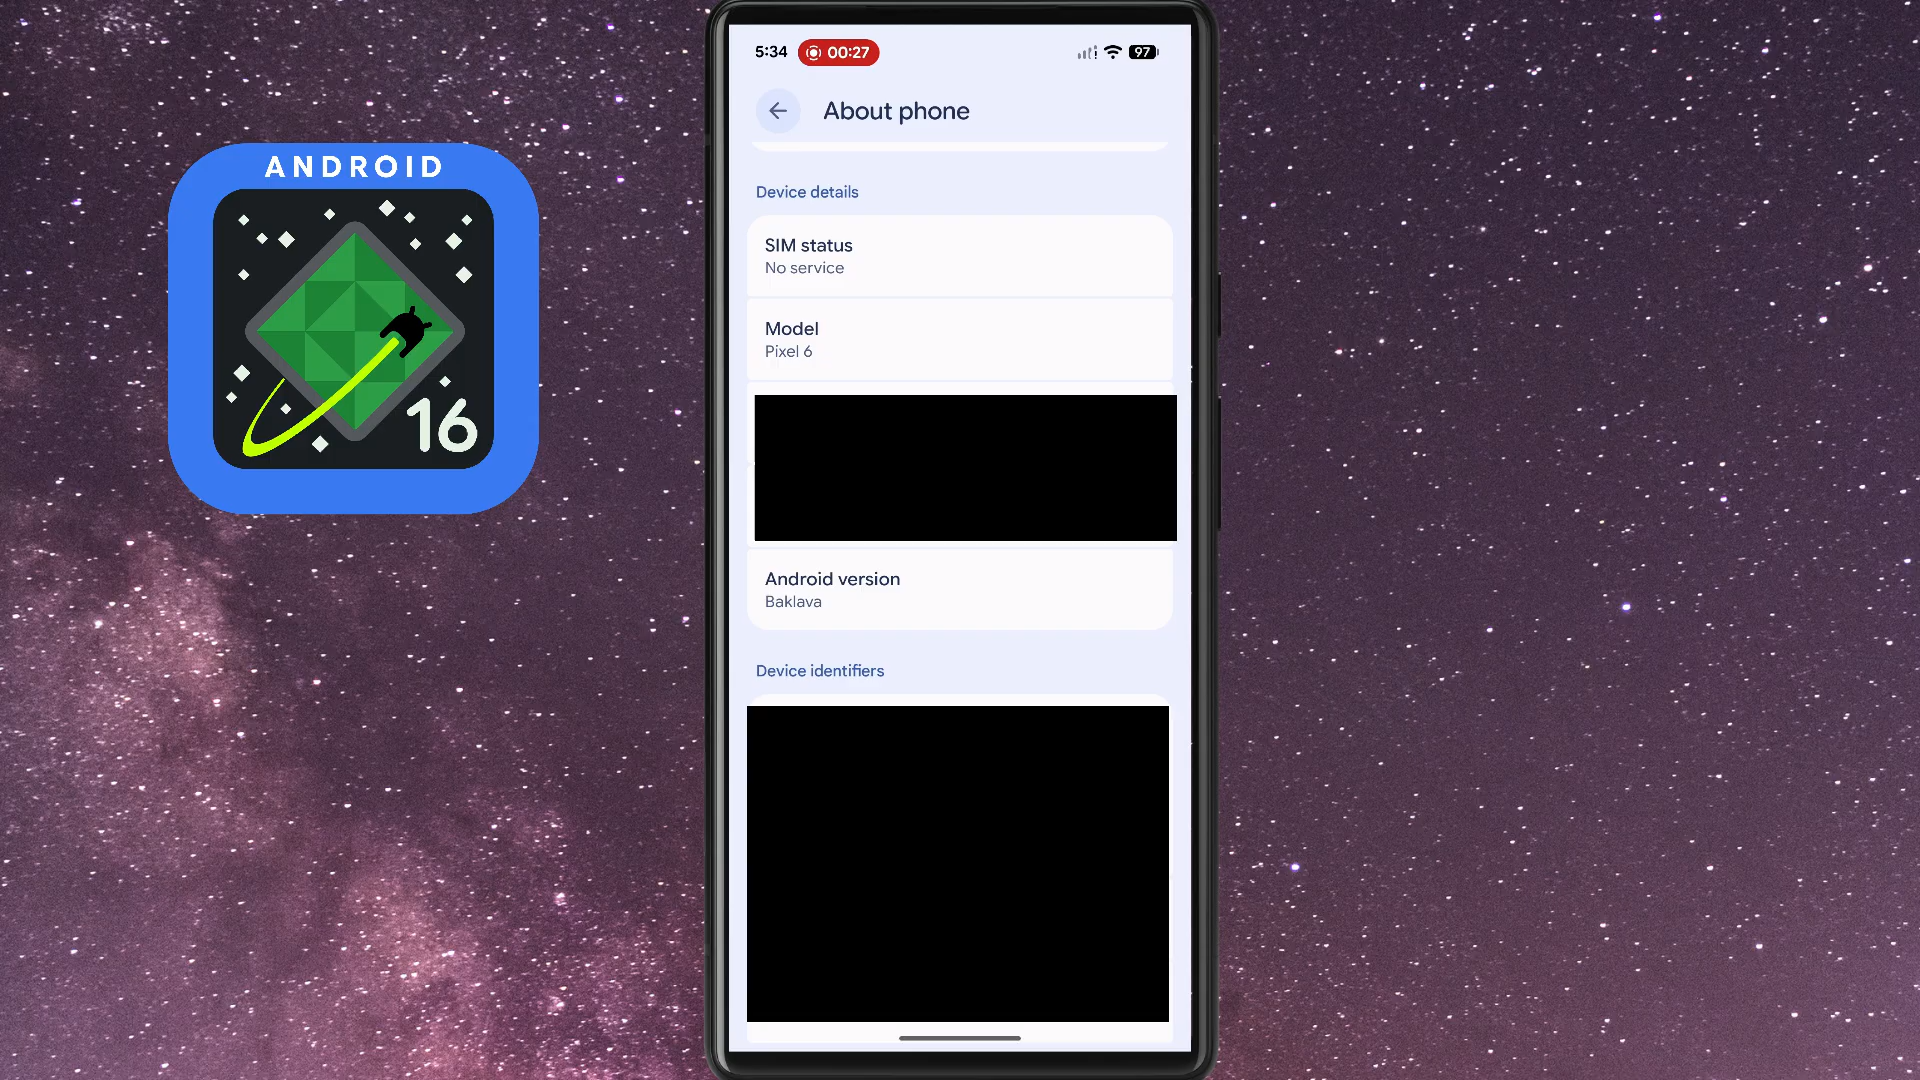 ANDROID
16
5:34
00:27
97
About phone
Device details
SIM status
No service
Model
Pixel 6
Android version
Baklava
Device identifiers